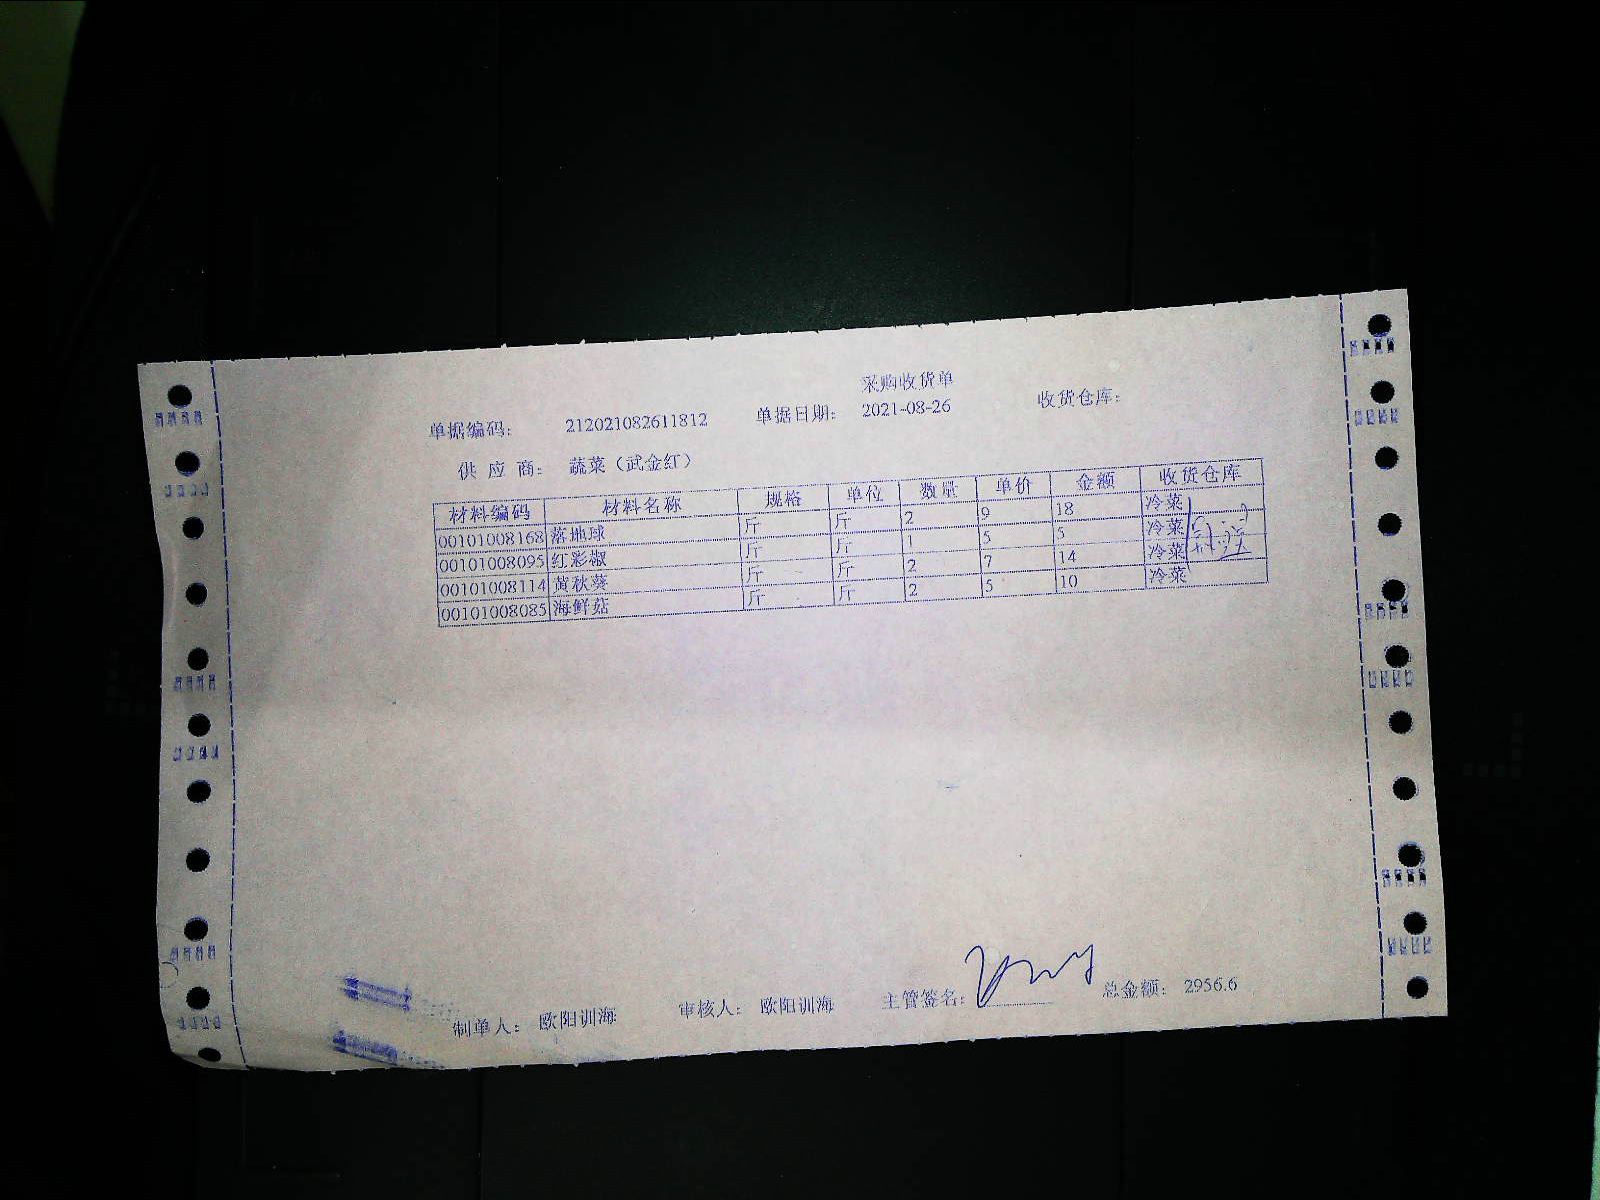 采购收货单
单据编码： 212021082611812 单据日期： 2021-08-26 收货仓库：
供 应 商： 蔬菜（武金红）
材料编码 材料名称 规格 单位 数量 单价 金额 收货仓库
00101008168 落地球 斤 斤 2 9 18 冷菜
00101008095 红彩椒 斤 斤 1 5 5 冷菜
00101008114 黄秋葵 斤 斤 2 7 14 冷菜
00101008085 海鲜菇 斤 斤 2 5 10 冷菜
制单人： 欧阳训海 审核人： 欧阳训海 主管签名： 总金额： 2956.6